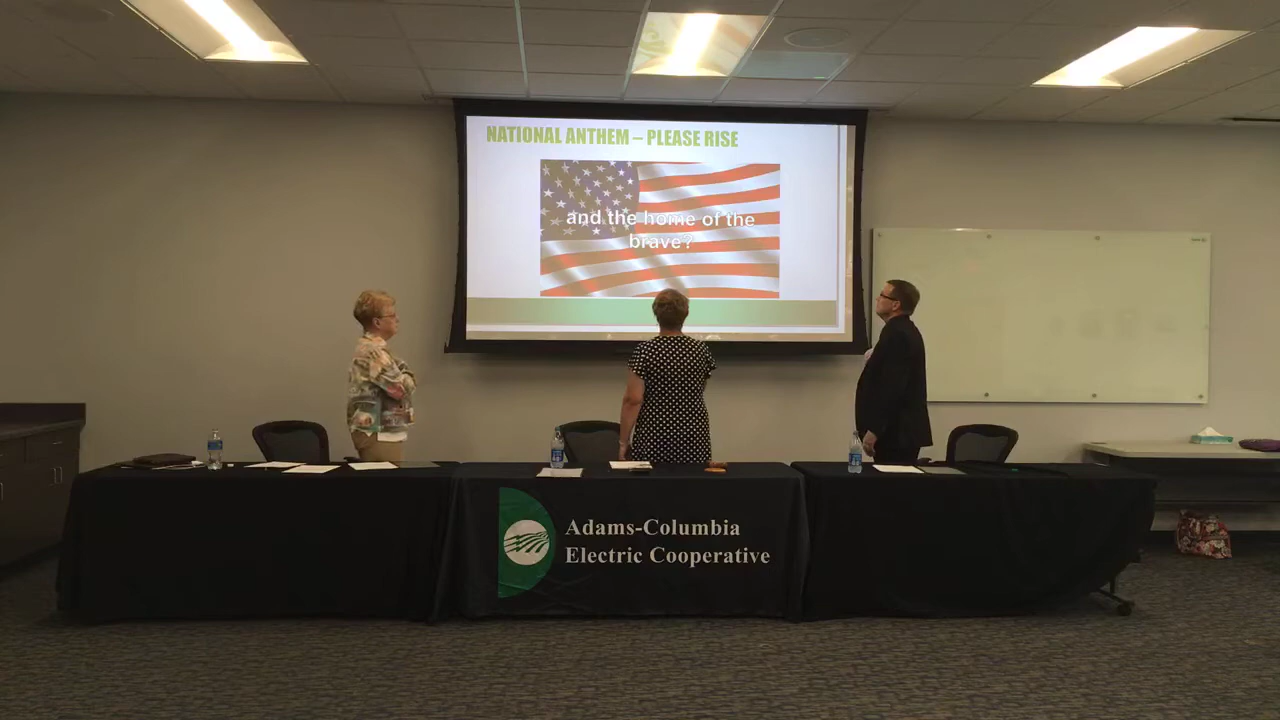 NATIONAL ANTHEM – PLEASE RISE
and the home of the
brave?
Adams-Columbia
Electric Cooperative